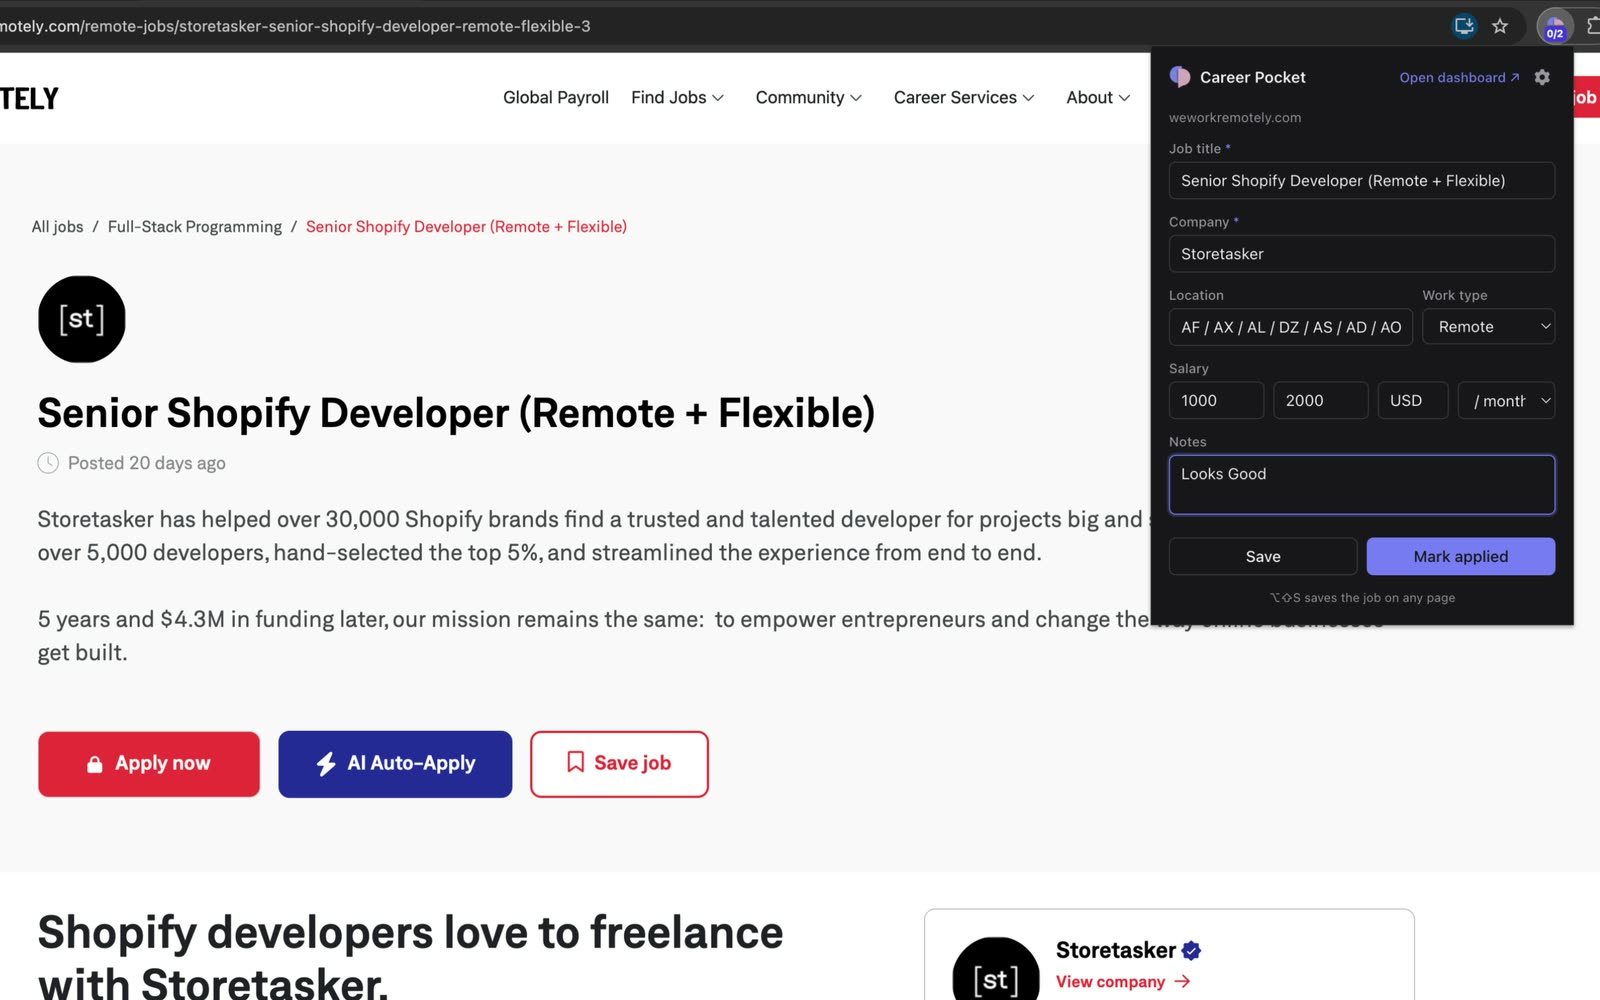 motely.com/remote-jobs/storetasker-senior-shopify-developer-remote-flexible-3
0/2
TELY
Global Payroll
Find Jobs
Community
Career Services
About
job
All jobs / Full-Stack Programming / Senior Shopify Developer (Remote + Flexible)
[st]
Senior Shopify Developer (Remote + Flexible)
Posted 20 days ago
Storetasker has helped over 30,000 Shopify brands find a trusted and talented developer for projects big and
over 5,000 developers, hand-selected the top 5%, and streamlined the experience from end to end.
5 years and $4.3M in funding later, our mission remains the same: to empower entrepreneurs and change the way online businesses
get built.
Apply now
AI Auto-Apply
Save job
Shopify developers love to freelance
with Storetasker.
[st]
Storetasker
View company →
Career Pocket
Open dashboard ↗
weworkremotely.com
Job title *
Senior Shopify Developer (Remote + Flexible)
Company *
Storetasker
Location
Work type
AF / AX / AL / DZ / AS / AD / AO
Remote
Salary
1000
2000
USD
/ month
Notes
Looks Good
Save
Mark applied
⌥⇧S saves the job on any page